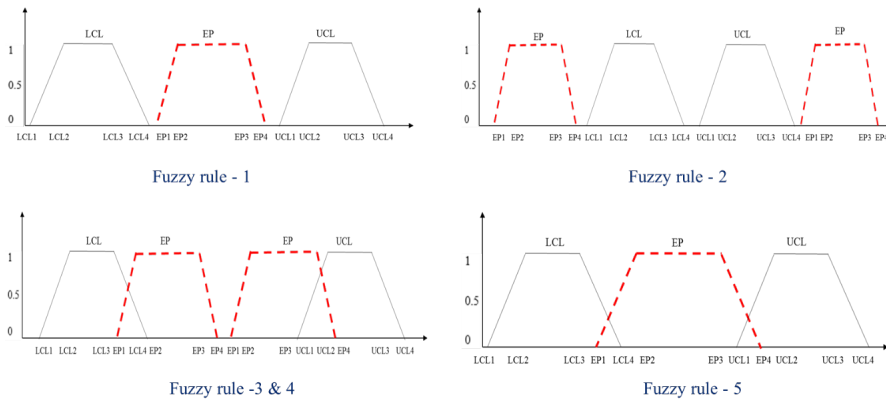 LCL EP UCL
1
0.5
0
LCL1 LCL2 LCL3 LCL4 EP1 EP2 EP3 EP4 UCL1 UCL2 UCL3 UCL4
Fuzzy rule - 1
EP LCL UCL EP
1
0.5
0
EP1 EP2 EP3 EP4 LCL1 LCL2 LCL3 LCL4 UCL1 UCL2 UCL3 UCL4 EP1 EP2 EP3 EP4
Fuzzy rule - 2
LCL EP EP UCL
1
0.5
0
LCL1 LCL2 LCL3 EP1 LCL4 EP2 EP3 EP4 EP1 EP2 EP3 UCL1 UCL2 EP4 UCL3 UCL4
Fuzzy rule -3 & 4
LCL EP UCL
1
0.5
0
LCL1 LCL2 LCL3 EP1 LCL4 EP2 EP3 UCL1 EP4 UCL2 UCL3 UCL4
Fuzzy rule - 5